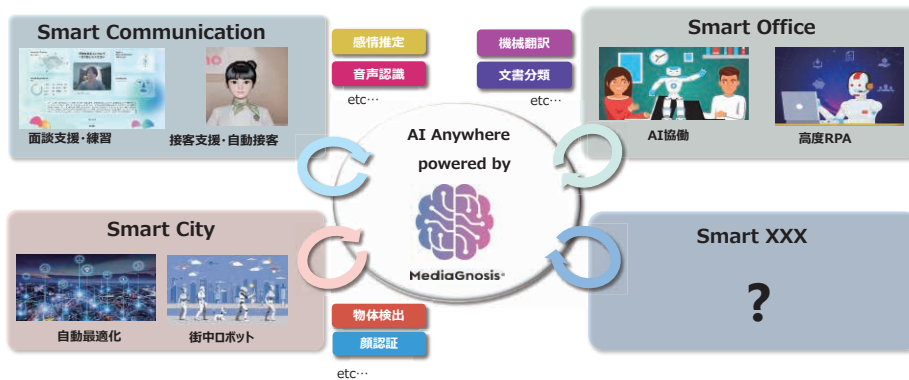 Smart Communication
面談支援・練習
接客支援・自動接客
感情推定
音声認識
etc…
機械翻訳
文書分類
etc…
Smart Office
AI協働
高度RPA
AI Anywhere
powered by
MediaGnosis®
Smart City
自動最適化
街中ロボット
物体検出
顔認証
etc…
Smart XXX
?